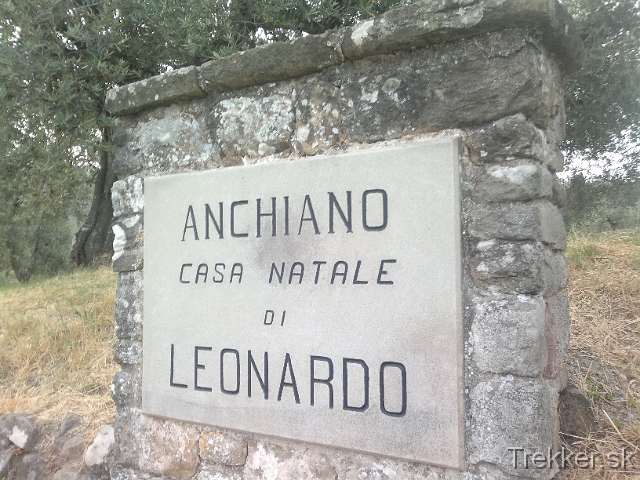 ANCHIANO
CASA NATALE
DI
LEONARDO
Trekker.sk